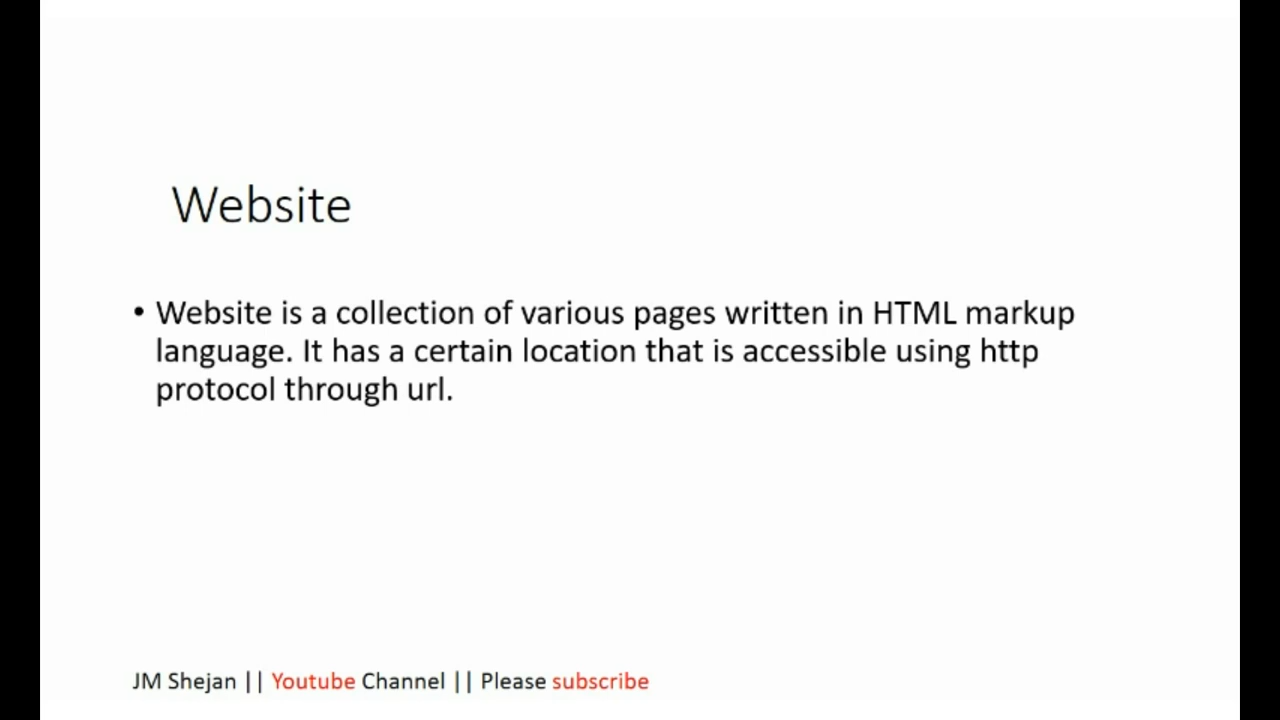 Website
• Website is a collection of various pages written in HTML markup
language. It has a certain location that is accessible using http
protocol through url.
JM Shejan || Youtube Channel || Please subscribe